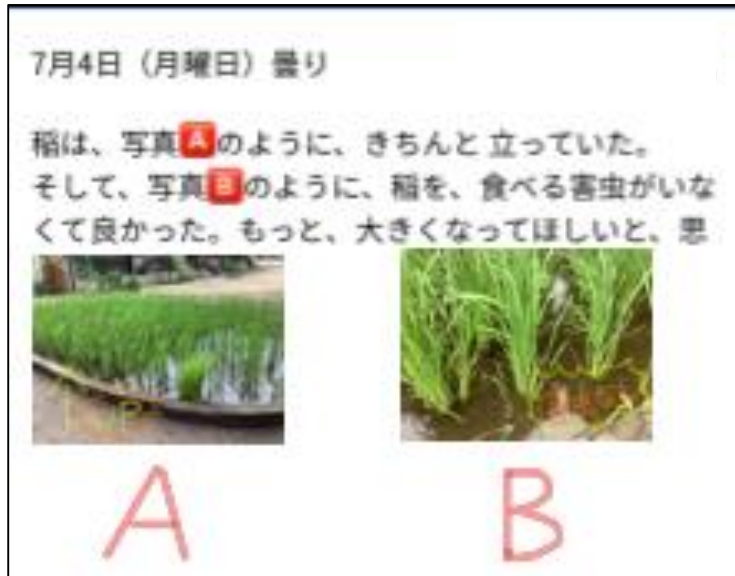 7月4日（月曜日）曇り
稲は、写真🅰のように、きちんと 立っていた。
そして、写真🅱のように、稲を、食べる害虫がいな
くて良かった。もっと、大きくなってほしいと、思
A B